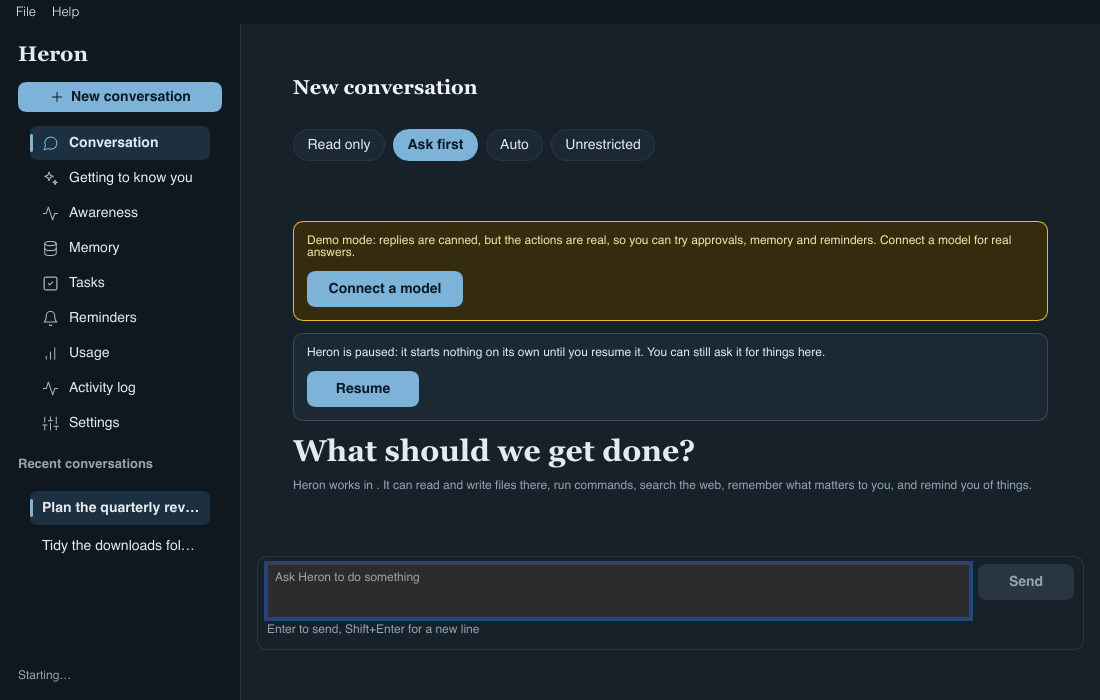 File Help
Heron
+ New conversation
Conversation
Getting to know you
Awareness
Memory
Tasks
Reminders
Usage
Activity log
Settings
Recent conversations
Plan the quarterly rev…
Tidy the downloads fol…
Starting…
New conversation
Read only Ask first Auto Unrestricted
Demo mode: replies are canned, but the actions are real, so you can try approvals, memory and reminders. Connect a model for real
answers.
Connect a model
Heron is paused: it starts nothing on its own until you resume it. You can still ask it for things here.
Resume
What should we get done?
Heron works in . It can read and write files there, run commands, search the web, remember what matters to you, and remind you of things.
Ask Heron to do something
Send
Enter to send, Shift+Enter for a new line